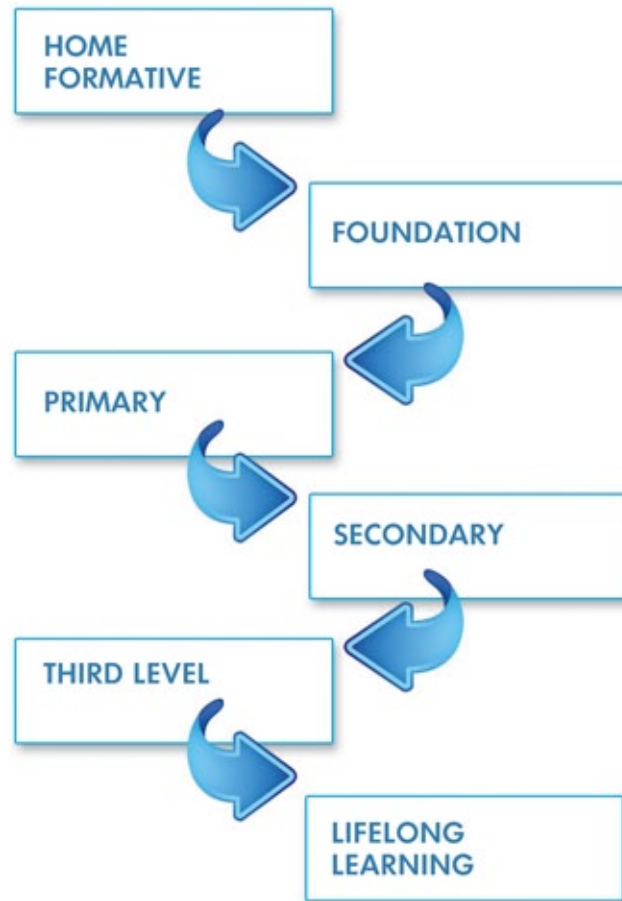 HOME
FORMATIVE
FOUNDATION
PRIMARY
SECONDARY
THIRD LEVEL
LIFELONG
LEARNING